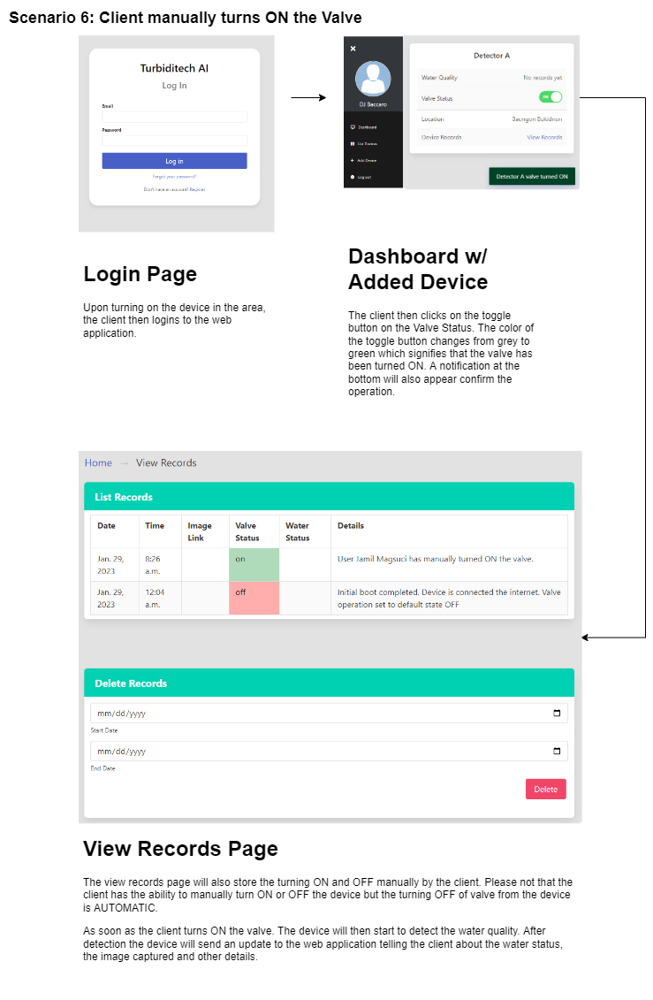 Scenario 6: Client manually turns ON the Valve
Turbiditech AI
Log In
Email
Password
Log in
Forgot your password?
Don't have an account? Register
DJ Baccaro
Dashboard
List Devices
Add Device
Log out
Detector A
Water Quality No records yet
Valve Status ON
Location Baungon Bukidnon
Device Records View Records
Detector A valve turned ON
Login Page
Upon turning on the device in the area,
the client then logins to the web
application.
Dashboard w/
Added Device
The client then clicks on the toggle
button on the Valve Status. The color of
the toggle button changes from grey to
green which signifies that the valve has
been turned ON. A notification at the
bottom will also appear confirm the
operation.
Home → View Records
List Records
Date Time Image Link Valve Status Water Status Details
Jan. 29, 2023 8:26 a.m. on User Jamil Magsuci has manually turned ON the valve.
Jan. 29, 2023 12:04 a.m. off Initial boot completed. Device is connected the internet. Valve
operation set to default state OFF
Delete Records
mm/dd/yyyy
Start Date
mm/dd/yyyy
End Date
Delete
View Records Page
The view records page will also store the turning ON and OFF manually by the client. Please not that the
client has the ability to manually turn ON or OFF the device but the turning OFF of valve from the device
is AUTOMATIC.
As soon as the client turns ON the valve. The device will then start to detect the water quality. After
detection the device will send an update to the web application telling the client about the water status,
the image captured and other details.